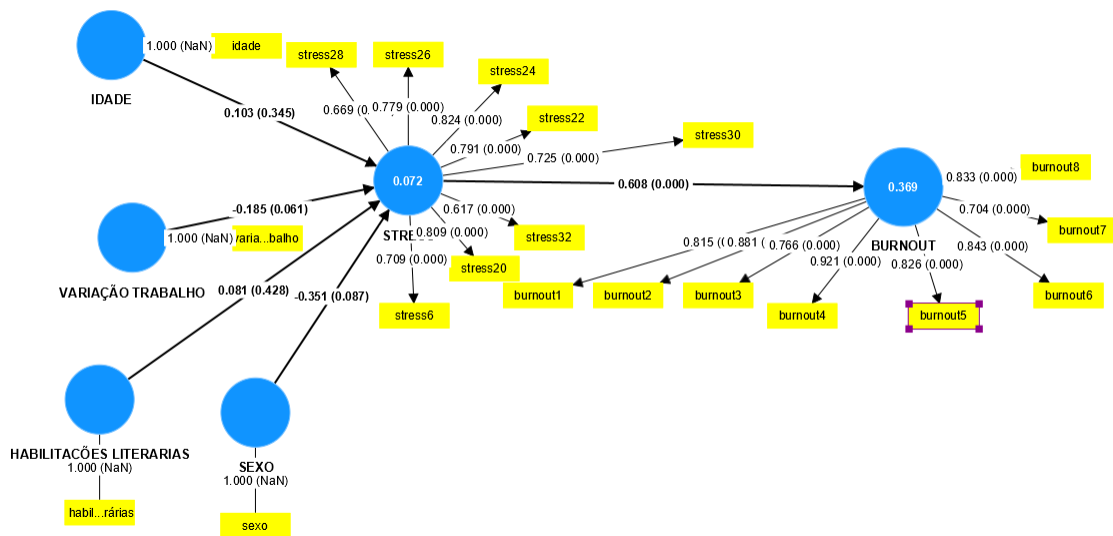 1.000 (NaN)
idade
IDADE
0.103 (0.345)
stress28
stress26
stress24
stress22
stress30
0.669 (
0.779 (0.000)
0.824 (0.000)
0.791 (0.000)
0.725 (0.000)
0.072
0.608 (0.000)
0.369
0.833 (0.000)
burnout8
0.704 (0.000)
burnout7
-0.185 (0.061)
1.000 (NaN)
varia...balho
VARIAÇÃO TRABALHO
0.617 (0.000)
0.809 (0.000)
0.709 (0.000)
stress32
stress20
stress6
0.815 (
0.881 (
0.766 (0.000)
0.921 (0.000)
BURNOUT
0.826 (0.000)
0.843 (0.000)
burnout1
burnout2
burnout3
burnout4
burnout5
burnout6
0.081 (0.428)
-0.351 (0.087)
HABILITACÕES LITERARIAS
1.000 (NaN)
habil...rárias
SEXO
1.000 (NaN)
sexo